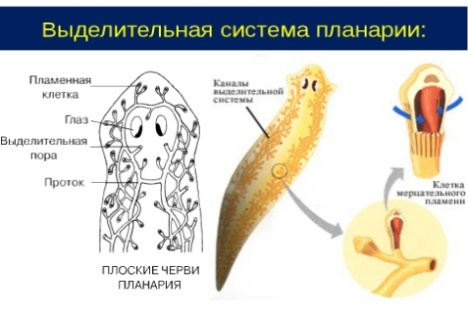 Выделительная система планарии:
Пламенная
клетка
Глаз
Выделительная
пора
Проток
ПЛОСКИЕ ЧЕРВИ
ПЛАНАРИЯ
Каналы
выделительной
системы
Клетка
мерцательного
пламени